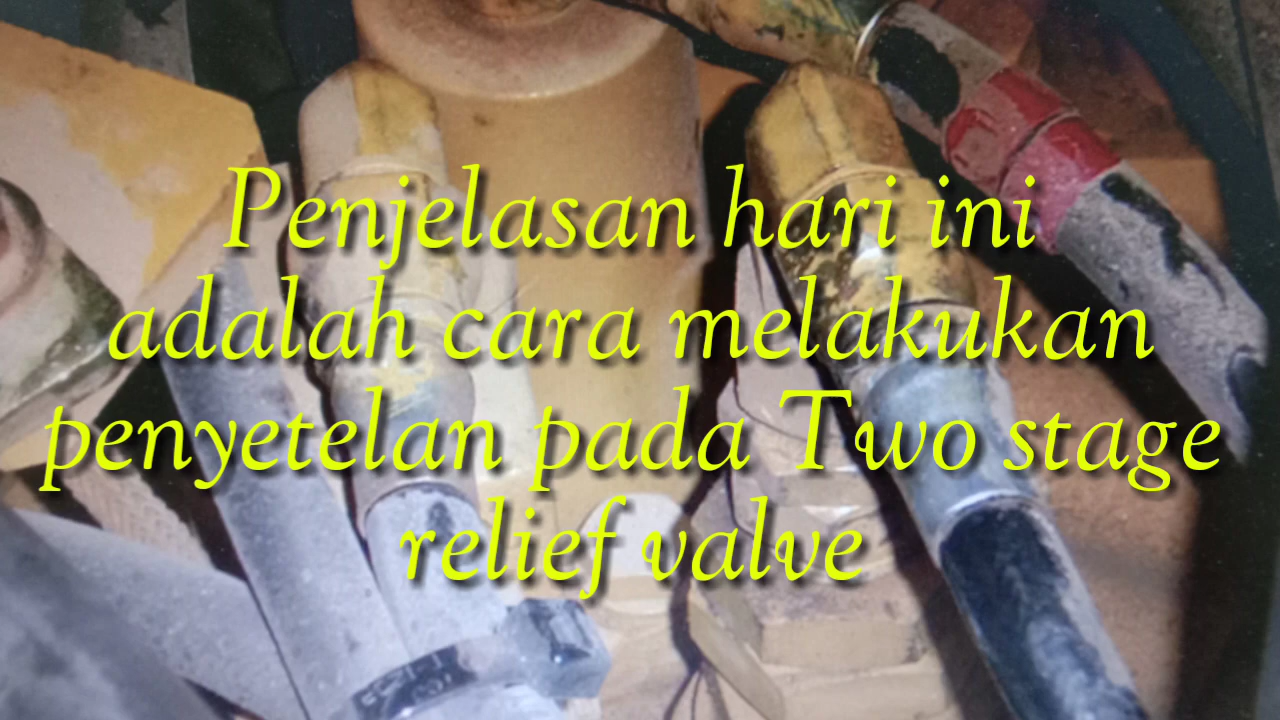 Penjelasan hari ini
adalah cara melakukan
penyetelan pada Two stage
relief valve